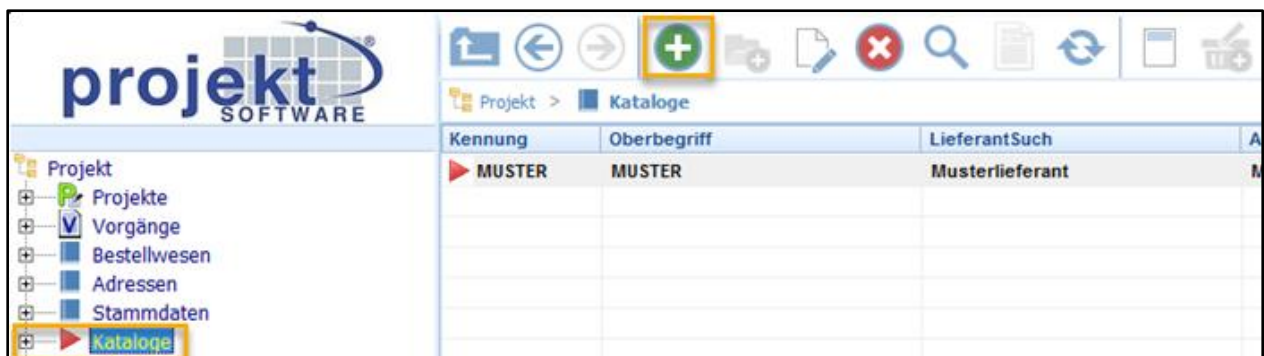 projekt
SOFTWARE
Projekt > Kataloge
Kennung Oberbegriff LieferantSuch
MUSTER MUSTER Musterlieferant
Projekt
Projekte
Vorgänge
Bestellwesen
Adressen
Stammdaten
Kataloge